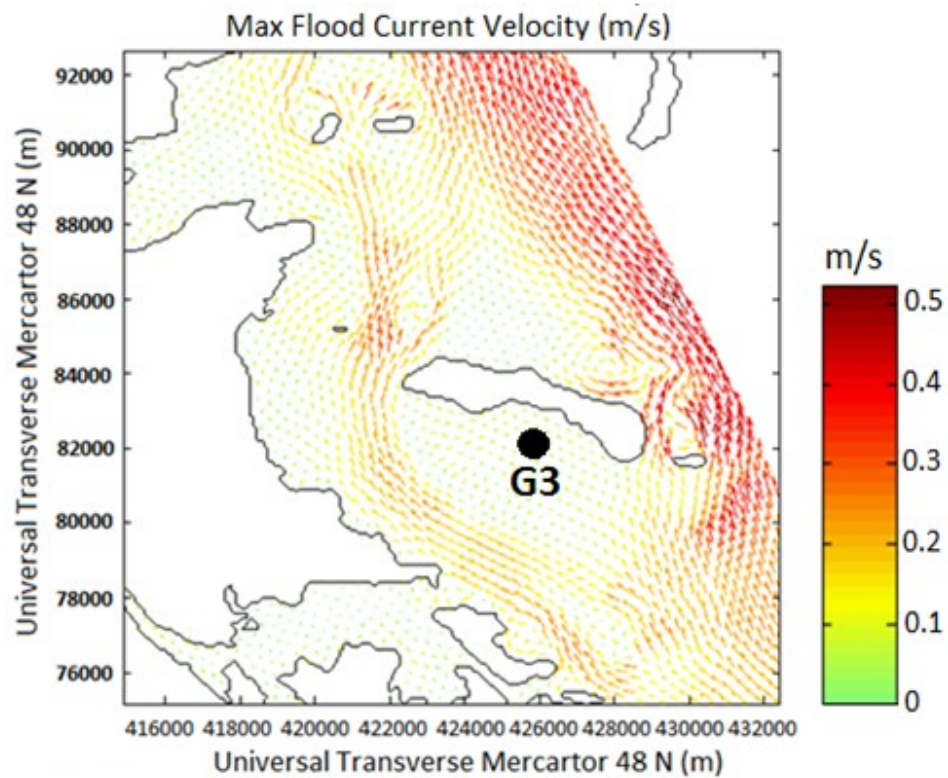 Max Flood Current Velocity (m/s)
Universal Transverse Mercartor 48 N (m)
92000
90000
88000
86000
84000
82000
80000
78000
76000
G3
416000 418000 420000 422000 424000 426000 428000 430000 432000
Universal Transverse Mercartor 48 N (m)
m/s
0.5
0.4
0.3
0.2
0.1
0